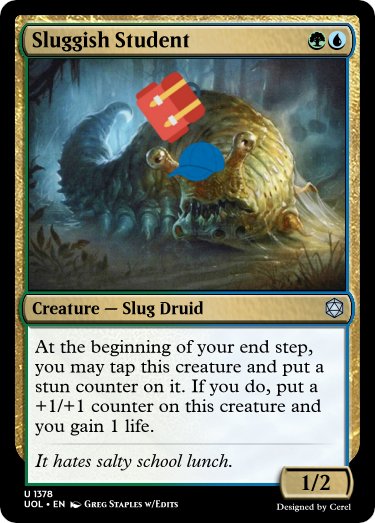 Sluggish Student
Creature — Slug Druid
At the beginning of your end step,
you may tap this creature and put a
stun counter on it. If you do, put a
+1/+1 counter on this creature and
you gain 1 life.
It hates salty school lunch.
1/2
U 1378
UOL • EN Greg Staples w/Edits
Designed by Cerel